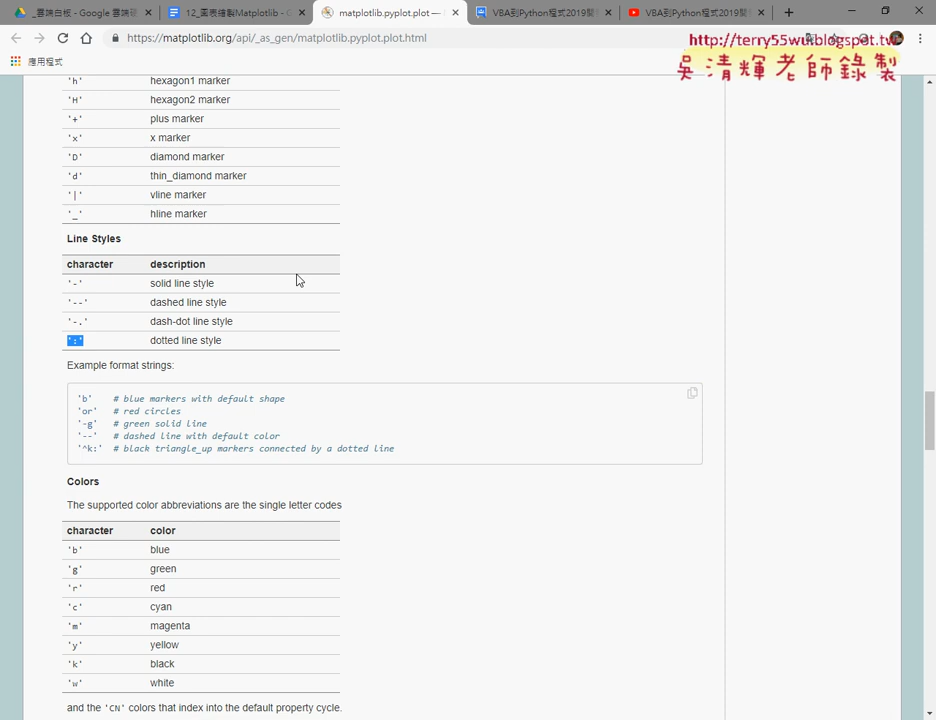 _雲端白板 - Google 雲端硬
12_圖表繪製Matplotlib - G
matplotlib.pyplot.plot — M
VBA到Python程式2019開
VBA到Python程式2019開
https://matplotlib.org/api/_as_gen/matplotlib.pyplot.plot.html
http://terry55wu.blogspot.tw
應用程式
吳清輝老師錄製
'h' hexagon1 marker
'H' hexagon2 marker
'+' plus marker
'x' x marker
'D' diamond marker
'd' thin_diamond marker
'|' vline marker
'_' hline marker
Line Styles
character description
'-' solid line style
'--' dashed line style
'-.' dash-dot line style
':' dotted line style
Example format strings:
'b' # blue markers with default shape
'or' # red circles
'-g' # green solid line
'--' # dashed line with default color
'^k:' # black triangle_up markers connected by a dotted line
Colors
The supported color abbreviations are the single letter codes
character color
'b' blue
'g' green
'r' red
'c' cyan
'm' magenta
'y' yellow
'k' black
'w' white
and the 'CN' colors that index into the default property cycle.